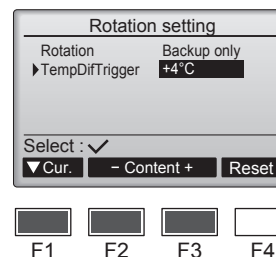 Rotation setting
Rotation Backup only
▶TempDifTrigger +4°C
Select : ✓
▼Cur. − Content + Reset
F1 F2 F3 F4